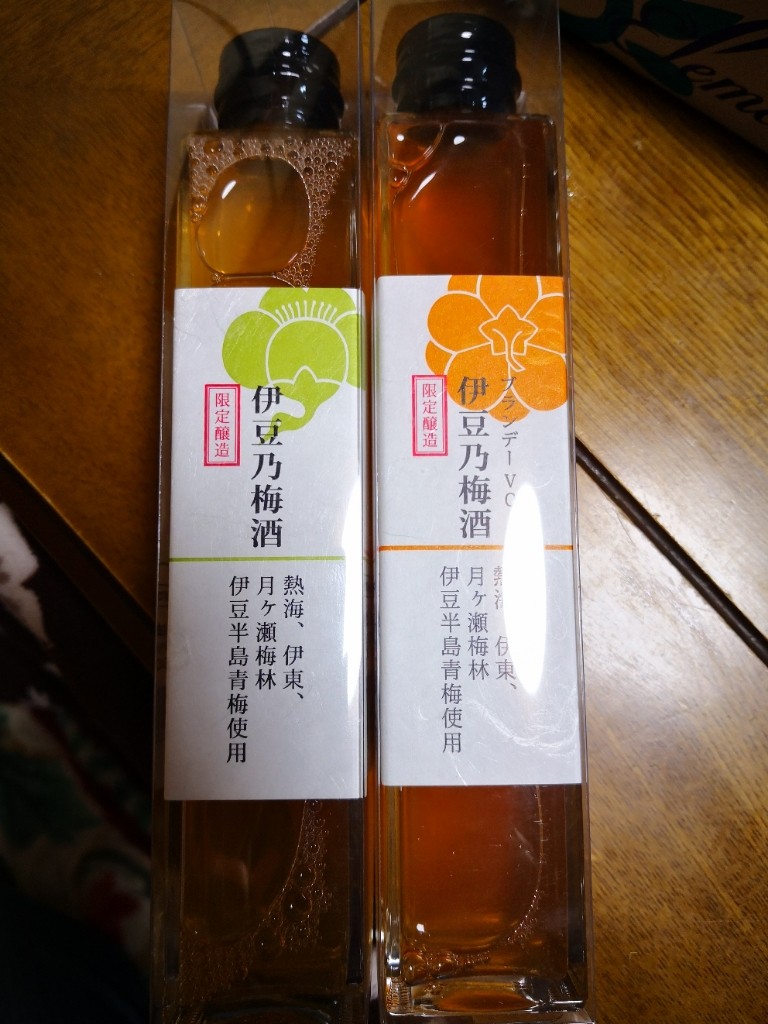 限定醸造
伊豆乃梅酒
熱海、伊東、
月ヶ瀬梅林
伊豆半島青梅使用
限定醸造
ブランデーVO
伊豆乃梅酒
熱海、伊東、
月ヶ瀬梅林
伊豆半島青梅使用